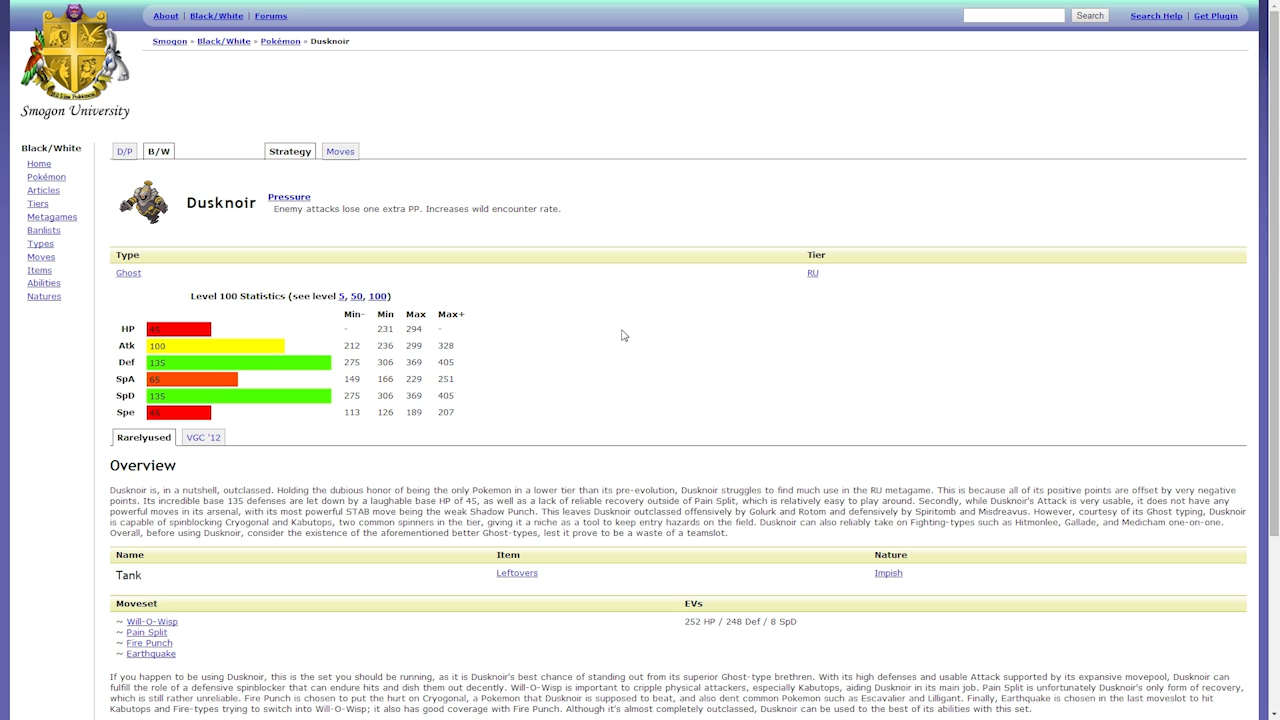 About | Black/White | Forums
Search
Search Help | Get Plugin
Smogon » Black/White » Pokémon » Dusknoir
Smogon University
Black/White
Home
Pokémon
Articles
Tiers
Metagames
Banlists
Types
Moves
Items
Abilities
Natures
D/P B/W Strategy Moves
Dusknoir
Pressure
Enemy attacks lose one extra PP. Increases wild encounter rate.
Type Tier
Ghost RU
Level 100 Statistics (see level 5, 50, 100)
Min- Min Max Max+
HP 45 - 231 294 -
Atk 100 212 236 299 328
Def 135 275 306 369 405
SpA 65 149 166 229 251
SpD 135 275 306 369 405
Spe 45 113 126 189 207
Rarelyused VGC '12
Overview
Dusknoir is, in a nutshell, outclassed. Holding the dubious honor of being the only Pokemon in a lower tier than its pre-evolution, Dusknoir struggles to find much use in the RU metagame. This is because all of its positive points are offset by very negative
points. Its incredible base 135 defenses are let down by a laughable base HP of 45, as well as a lack of reliable recovery outside of Pain Split, which is relatively easy to play around. Secondly, while Dusknoir's Attack is very usable, it does not have any
powerful moves in its arsenal, with its most powerful STAB move being the weak Shadow Punch. This leaves Dusknoir outclassed offensively by Golurk and Rotom and defensively by Spiritomb and Misdreavus. However, courtesy of its Ghost typing, Dusknoir
is capable of spinblocking Cryogonal and Kabutops, two common spinners in the tier, giving it a niche as a tool to keep entry hazards on the field. Dusknoir can also reliably take on Fighting-types such as Hitmonlee, Gallade, and Medicham one-on-one.
Overall, before using Dusknoir, consider the existence of the aforementioned better Ghost-types, lest it prove to be a waste of a teamslot.
Name Item Nature
Tank Leftovers Impish
Moveset EVs
~ Will-O-Wisp 252 HP / 248 Def / 8 SpD
~ Pain Split
~ Fire Punch
~ Earthquake
If you happen to be using Dusknoir, this is the set you should be running, as it is Dusknoir's best chance of standing out from its superior Ghost-type brethren. With its high defenses and usable Attack supported by its expansive movepool, Dusknoir can
fulfill the role of a defensive spinblocker that can endure hits and dish them out decently. Will-O-Wisp is important to cripple physical attackers, especially Kabutops, aiding Dusknoir in its main job. Pain Split is unfortunately Dusknoir's only form of recovery,
which is still rather unreliable. Fire Punch is chosen to put the hurt on Cryogonal, a Pokemon that Dusknoir is supposed to beat, and also dent common Pokemon such as Escavalier and Lilligant. Finally, Earthquake is chosen in the last moveslot to hit
Kabutops and Fire-types trying to switch into Will-O-Wisp; it also has good coverage with Fire Punch. Although it's almost completely outclassed, Dusknoir can be used to the best of its abilities with this set.